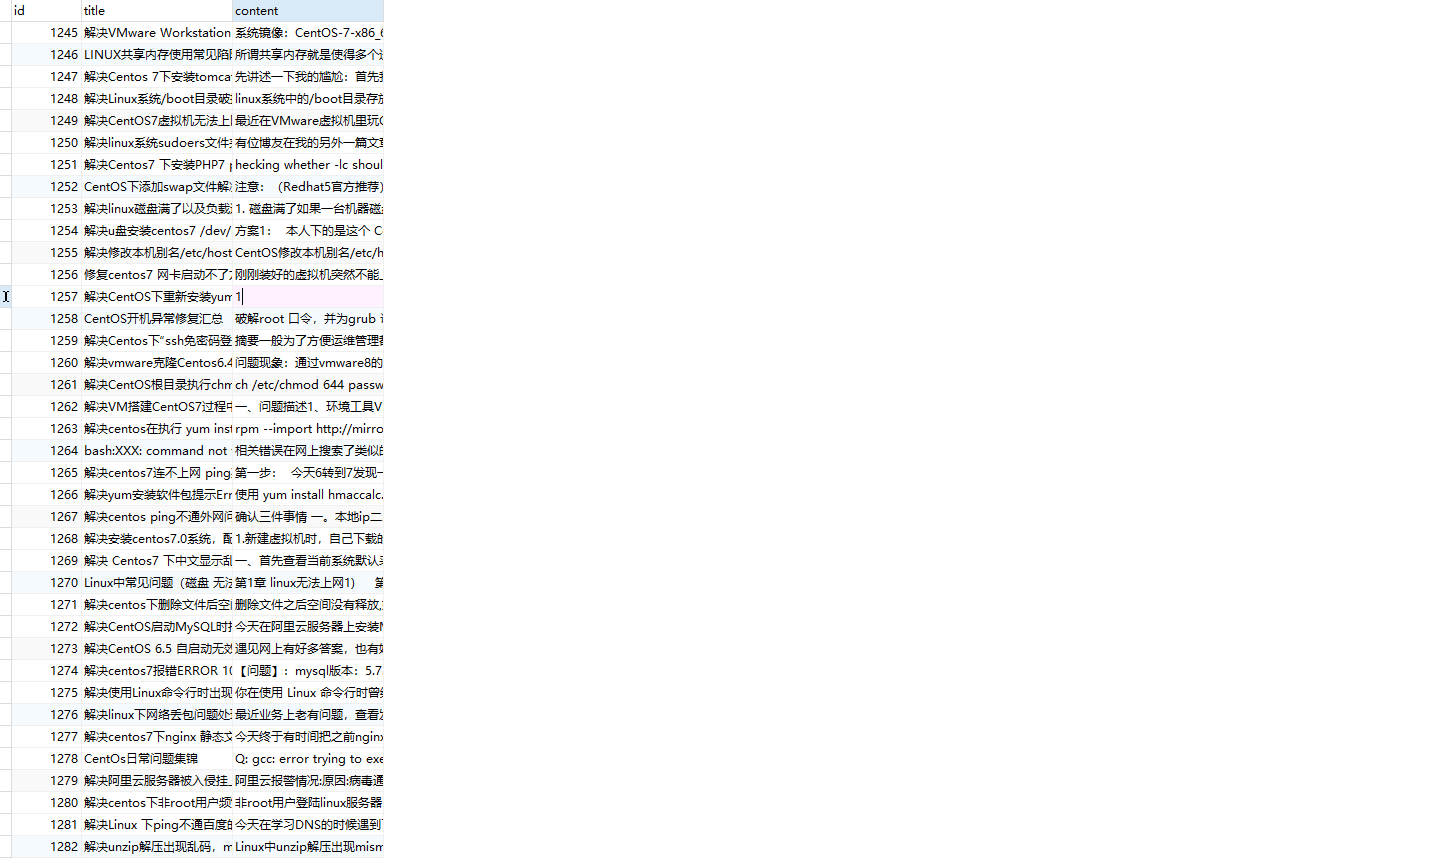 id title content
1245 解决VMware Workstation 系统镜像：CentOS-7-x86_6
1246 LINUX共享内存使用常见陷 所谓共享内存就是使得多个
1247 解决Centos 7下安装tomca 先讲述一下我的尴尬：首先
1248 解决Linux系统/boot目录破 linux系统中的/boot目录存放
1249 解决CentOS7虚拟机无法上 最近在VMware虚拟机里玩C
1250 解决linux系统sudoers文件 有位博友在我的另外一篇文章
1251 解决Centos7 下安装PHP7 p hecking whether -lc shoul
1252 CentOS下添加swap文件解 注意：（Redhat5官方推荐）
1253 解决linux磁盘满了以及负载 1. 磁盘满了如果一台机器磁
1254 解决u盘安装centos7 /dev/ 方案1： 本人下的是这个 C
1255 解决修改本机别名/etc/host CentOS修改本机别名/etc/h
1256 修复centos7 网卡启动不了 刚刚装好的虚拟机突然不能
1257 解决CentOS下重新安装yum 1
1258 CentOS开机异常修复汇总 破解root 口令，并为grub
1259 解决Centos下“ssh免密码登 摘要一般为了方便运维管理
1260 解决vmware克隆Centos6.4 问题现象：通过vmware8的
1261 解决CentOS根目录执行chm ch /etc/chmod 644 passw
1262 解决VM搭建CentOS7过程中 一、问题描述1、环境工具V
1263 解决centos在执行 yum inst rpm --import http://mirro
1264 bash:XXX: command not 相关错误在网上搜索了类似的
1265 解决centos7连不上网 ping 第一步： 今天6转到7发现
1266 解决yum安装软件包提示Err 使用 yum install hmaccalc.
1267 解决centos ping不通外网问 确认三件事情 一。本地ip二
1268 解决安装centos7.0系统，配 1.新建虚拟机时，自己下载的
1269 解决 Centos7 下中文显示乱 一、首先查看当前系统默认
1270 Linux中常见问题（磁盘 无法 第1章 linux无法上网1） 第
1271 解决centos下删除文件后空间 删除文件之后空间没有释放,
1272 解决CentOS启动MySQL时 今天在阿里云服务器上安装M
1273 解决CentOS 6.5 自启动无效 遇见网上有好多答案，也有
1274 解决centos7报错ERROR 10 【问题】：mysql版本：5.7
1275 解决使用Linux命令行时出现 你在使用 Linux 命令行时曾
1276 解决linux下网络丢包问题处 最近业务上老有问题，查看
1277 解决centos7下nginx 静态文 今天终于有时间把之前nginx
1278 CentOs日常问题集锦 Q: gcc: error trying to exe
1279 解决阿里云服务器被入侵挂 阿里云报警情况:原因:病毒通
1280 解决centos下非root用户频 非root用户登陆linux服务器
1281 解决Linux 下ping不通百度的 今天在学习DNS的时候遇到
1282 解决unzip解压出现乱码，m Linux中unzip解压出现mism